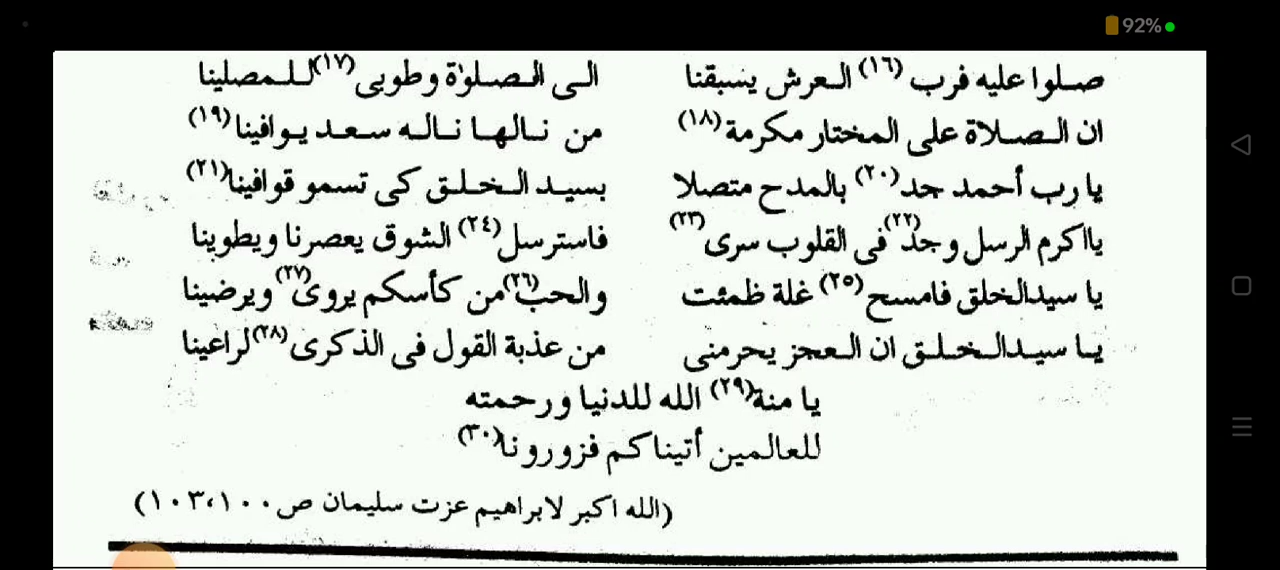 92%
صلوا عليه فرب (١٦) العرش يسبقنا الى الصلوٰة وطوبى (١٧) للمصلينا
ان الصلاة على المختار مكرمة (١٨) من نالها ناله سعد يوافينا (١٩)
يا رب أحمد جد (٢٠) بالمدح متصلا بسيد الخلق كى تسمو قوافينا (٢١)
يااكرم الرسل وجد (٢٢) فى القلوب سرى (٢٣) فاسترسل (٢٤) الشوق يعصرنا ويطوينا
يا سيدالخلق فامسح (٢٥) غلة ظمئت والحب (٢٦) من كأسكم يروى (٢٧) ويرضينا
يا سيدالخلق ان العجز يحرمنى من عذبة القول فى الذكرى (٢٨) لراعينا
يا منة (٢٩) الله للدنيا ورحمته
للعالمين أتيناكم فزورونا (٣٠)
(الله اكبر لابراهيم عزت سليمان ص ١٠٣،١٠٠)